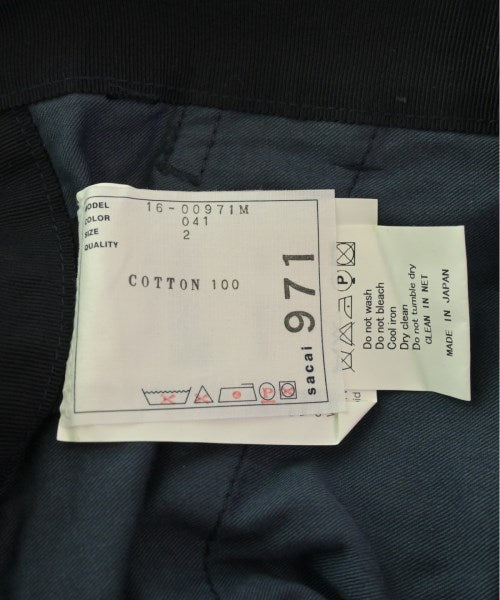 MODEL 16-00971M
COLOR 041
SIZE 2
QUALITY
COTTON 100
sacai 971
P
P
Do not wash
Do not bleach
Cool iron
Dry clean
Do not tumble dry
CLEAN IN NET
MADE IN JAPAN